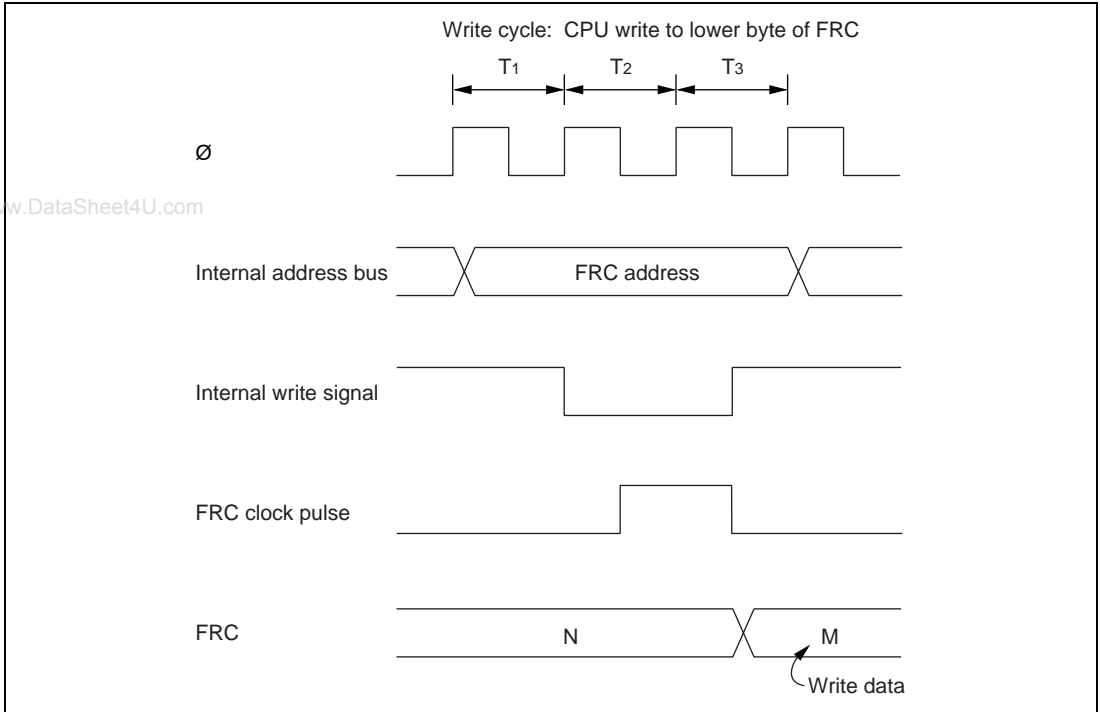 Write cycle: CPU write to lower byte of FRC
T1 T2 T3
Ø
w.DataSheet4U.com
Internal address bus FRC address
Internal write signal
FRC clock pulse
FRC N M
Write data